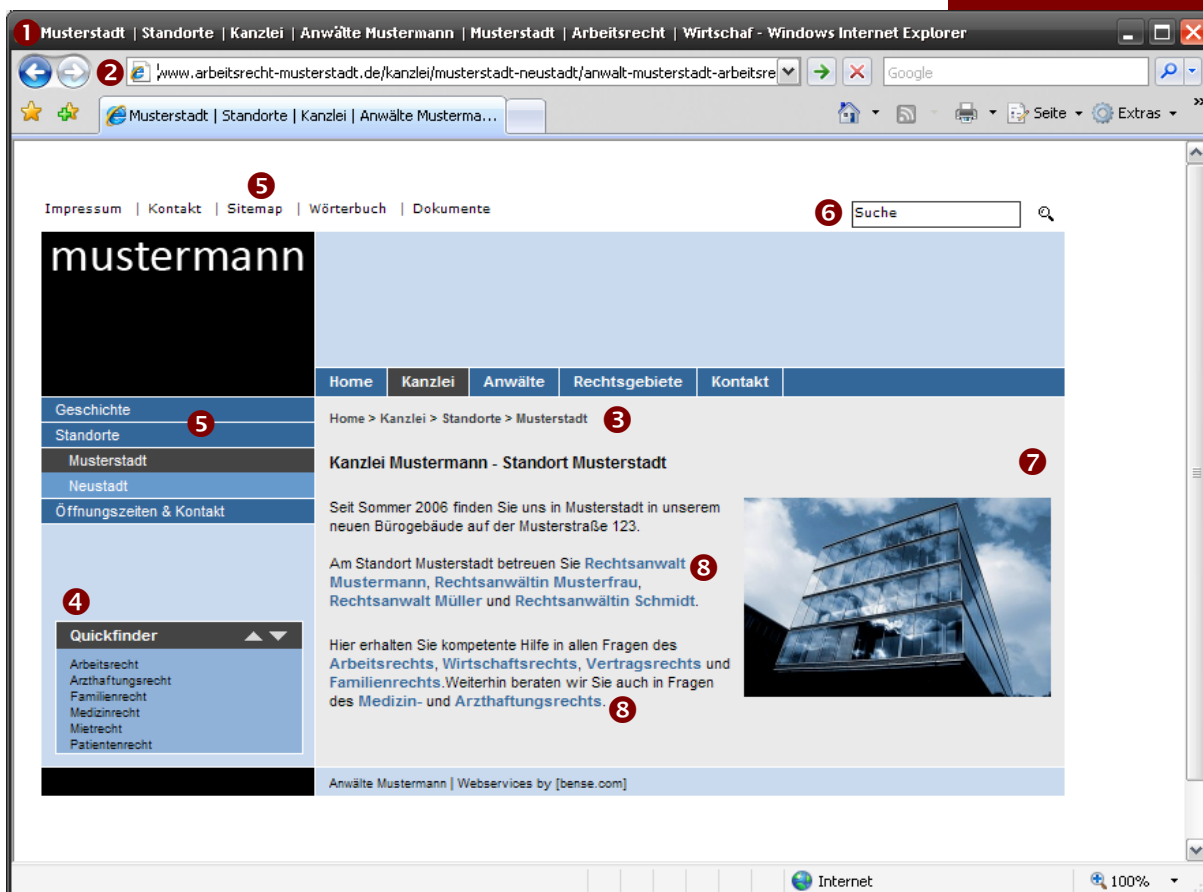 1 Musterstadt | Standorte | Kanzlei | Anwälte Mustermann | Musterstadt | Arbeitsrecht | Wirtschaf - Windows Internet Explorer
2 www.arbeitsrecht-musterstadt.de/kanzlei/musterstadt-neustadt/anwalt-musterstadt-arbeitsre Google
Musterstadt | Standorte | Kanzlei | Anwälte Musterma... Seite Extras »
5
Impressum | Kontakt | Sitemap | Wörterbuch | Dokumente 6 Suche
mustermann
Home Kanzlei Anwälte Rechtsgebiete Kontakt
Geschichte
5
Standorte
Musterstadt
Neustadt
Öffnungszeiten & Kontakt
4
Quickfinder
Arbeitsrecht
Arzthaftungsrecht
Familienrecht
Medizinrecht
Mietrecht
Patientenrecht
Home > Kanzlei > Standorte > Musterstadt 3
Kanzlei Mustermann - Standort Musterstadt 7
Seit Sommer 2006 finden Sie uns in Musterstadt in unserem
neuen Bürogebäude auf der Musterstraße 123.
Am Standort Musterstadt betreuen Sie Rechtsanwalt 8
Mustermann, Rechtsanwältin Musterfrau,
Rechtsanwalt Müller und Rechtsanwältin Schmidt.
Hier erhalten Sie kompetente Hilfe in allen Fragen des
Arbeitsrechts, Wirtschaftsrechts, Vertragsrechts und
Familienrechts.Weiterhin beraten wir Sie auch in Fragen
des Medizin- und Arzthaftungsrechts. 8
Anwälte Mustermann | Webservices by [bense.com]
Internet 100%